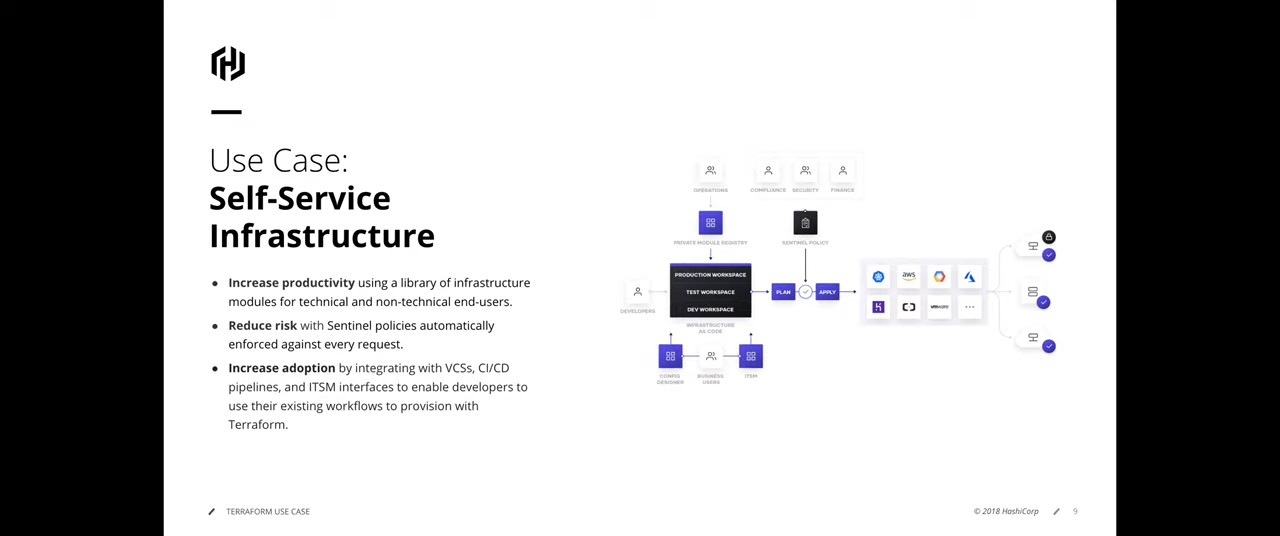 Use Case:
Self-Service
Infrastructure
● Increase productivity using a library of infrastructure
modules for technical and non-technical end-users.
● Reduce risk with Sentinel policies automatically
enforced against every request.
● Increase adoption by integrating with VCSs, CI/CD
pipelines, and ITSM interfaces to enable developers to
use their existing workflows to provision with
Terraform.
OPERATIONS
COMPLIANCE SECURITY FINANCE
PRIVATE MODULE REGISTRY
SENTINEL POLICY
PRODUCTION WORKSPACE
TEST WORKSPACE
DEV WORKSPACE
DEVELOPERS
INFRASTRUCTURE
AS CODE
PLAN
APPLY
aws
vmware
CONFIG
DESIGNER
BUSINESS
USERS
ITSM
TERRAFORM USE CASE
© 2018 HashiCorp
9